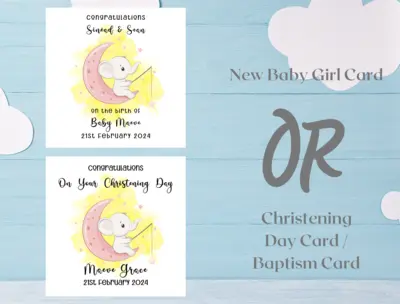 Congratulations
Sinead & Sean
on the birth of
Baby Maeve
21st February 2024
Congratulations
On Your Christening Day
Maeve Grace
21st February 2024
New Baby Girl Card
OR
Christening
Day Card /
Baptism Card